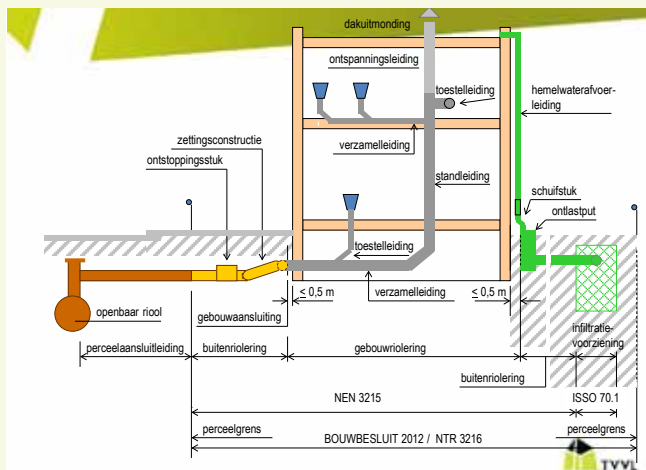 dakuitmonding
ontspanningsleiding
toestelleiding
hemelwaterafvoer-
leiding
zettingsconstructie
verzamelleiding
ontstoppingsstuk
standleiding
schuifstuk
ontlastput
toestelleiding
≤ 0,5 m
verzamelleiding
≤ 0,5 m
openbaar riool
gebouwaansluiting
infiltratie-
voorziening
perceelaansluitleiding
buitenriolering
gebouwriolering
buitenriolering
NEN 3215
ISSO 70.1
perceelgrens
perceelgrens
BOUWBESLUIT 2012 / NTR 3216
TVVL